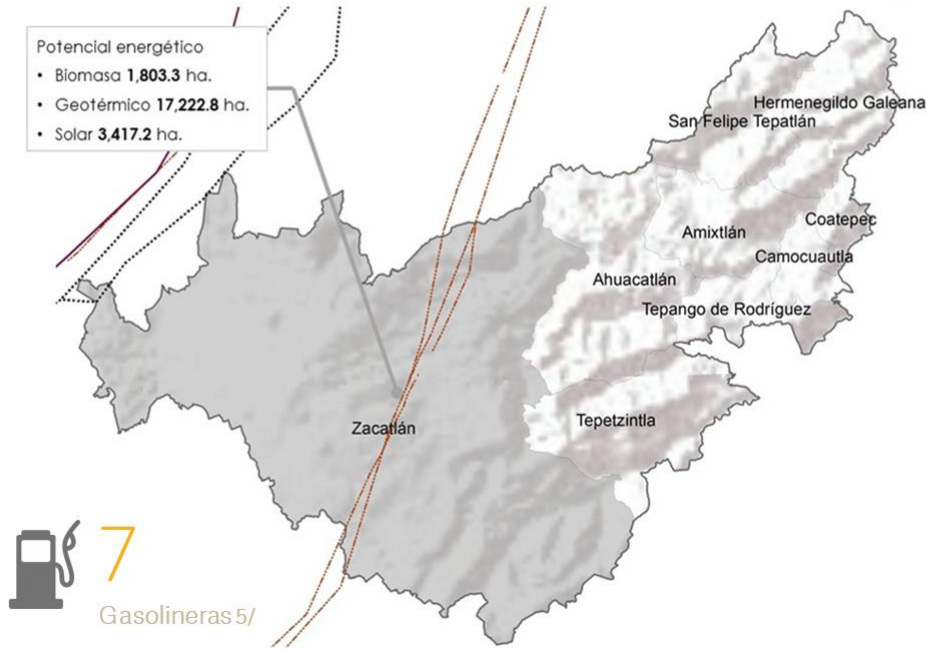 Potencial energético
• Biomasa 1,803.3 ha.
• Geotérmico 17,222.8 ha.
• Solar 3,417.2 ha.
Hermenegildo Galeana
San Felipe Tepatlán
Coatepec
Amixtlán
Camocuautla
Ahuacatlán
Tepango de Rodríguez
Tepetzintla
Zacatlán
7
Gasolineras 5/